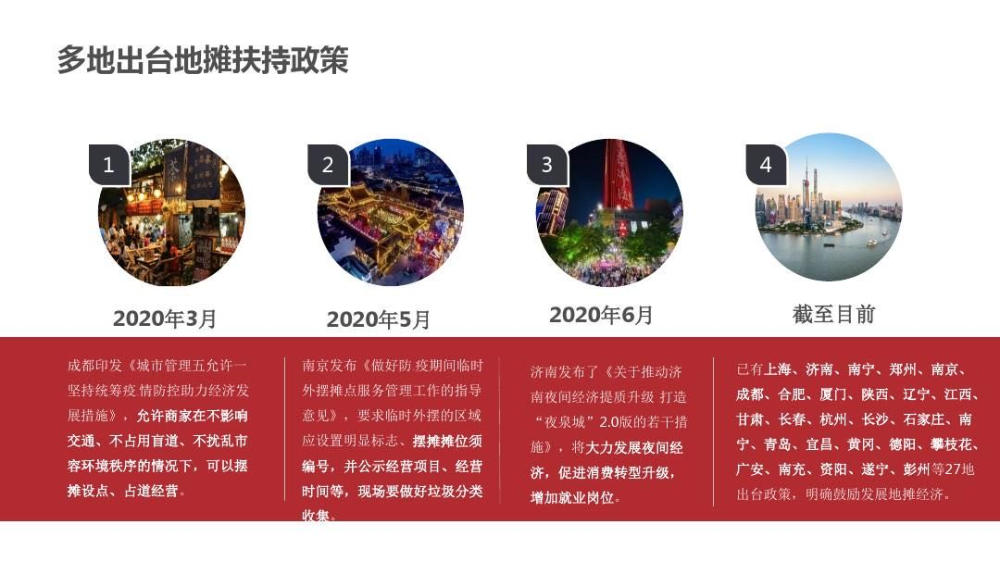 多地出台地摊扶持政策
1
2020年3月
成都印发《城市管理五允许一
坚持统筹疫 情防控助力经济发
展措施》，允许商家在不影响
交通、不占用盲道、不扰乱市
容环境秩序的情况下，可以摆
摊设点、占道经营。
2
2020年5月
南京发布《做好防.疫期间临时
外摆摊点服务管理工作的指导
意见》，要求临时外摆的区域
应设置明显标志、摆摊摊位须
编号，并公示经营项目、经营
时间等，现场要做好垃圾分类
收集。
3
2020年6月
济南发布了《关于推动济
南夜间经济提质升级 打造
“夜泉城”2.0版的若干措
施》，将大力发展夜间经
济，促进消费转型升级，
增加就业岗位。
4
截至目前
已有上海、济南、南宁、郑州、南京、
成都、合肥、厦门、陕西、辽宁、江西、
甘肃、长春、杭州、长沙、石家庄、南
宁、青岛、宜昌、黄冈、德阳、攀枝花、
广安、南充、资阳、遂宁、彭州等27地
出台政策，明确鼓励发展地摊经济。